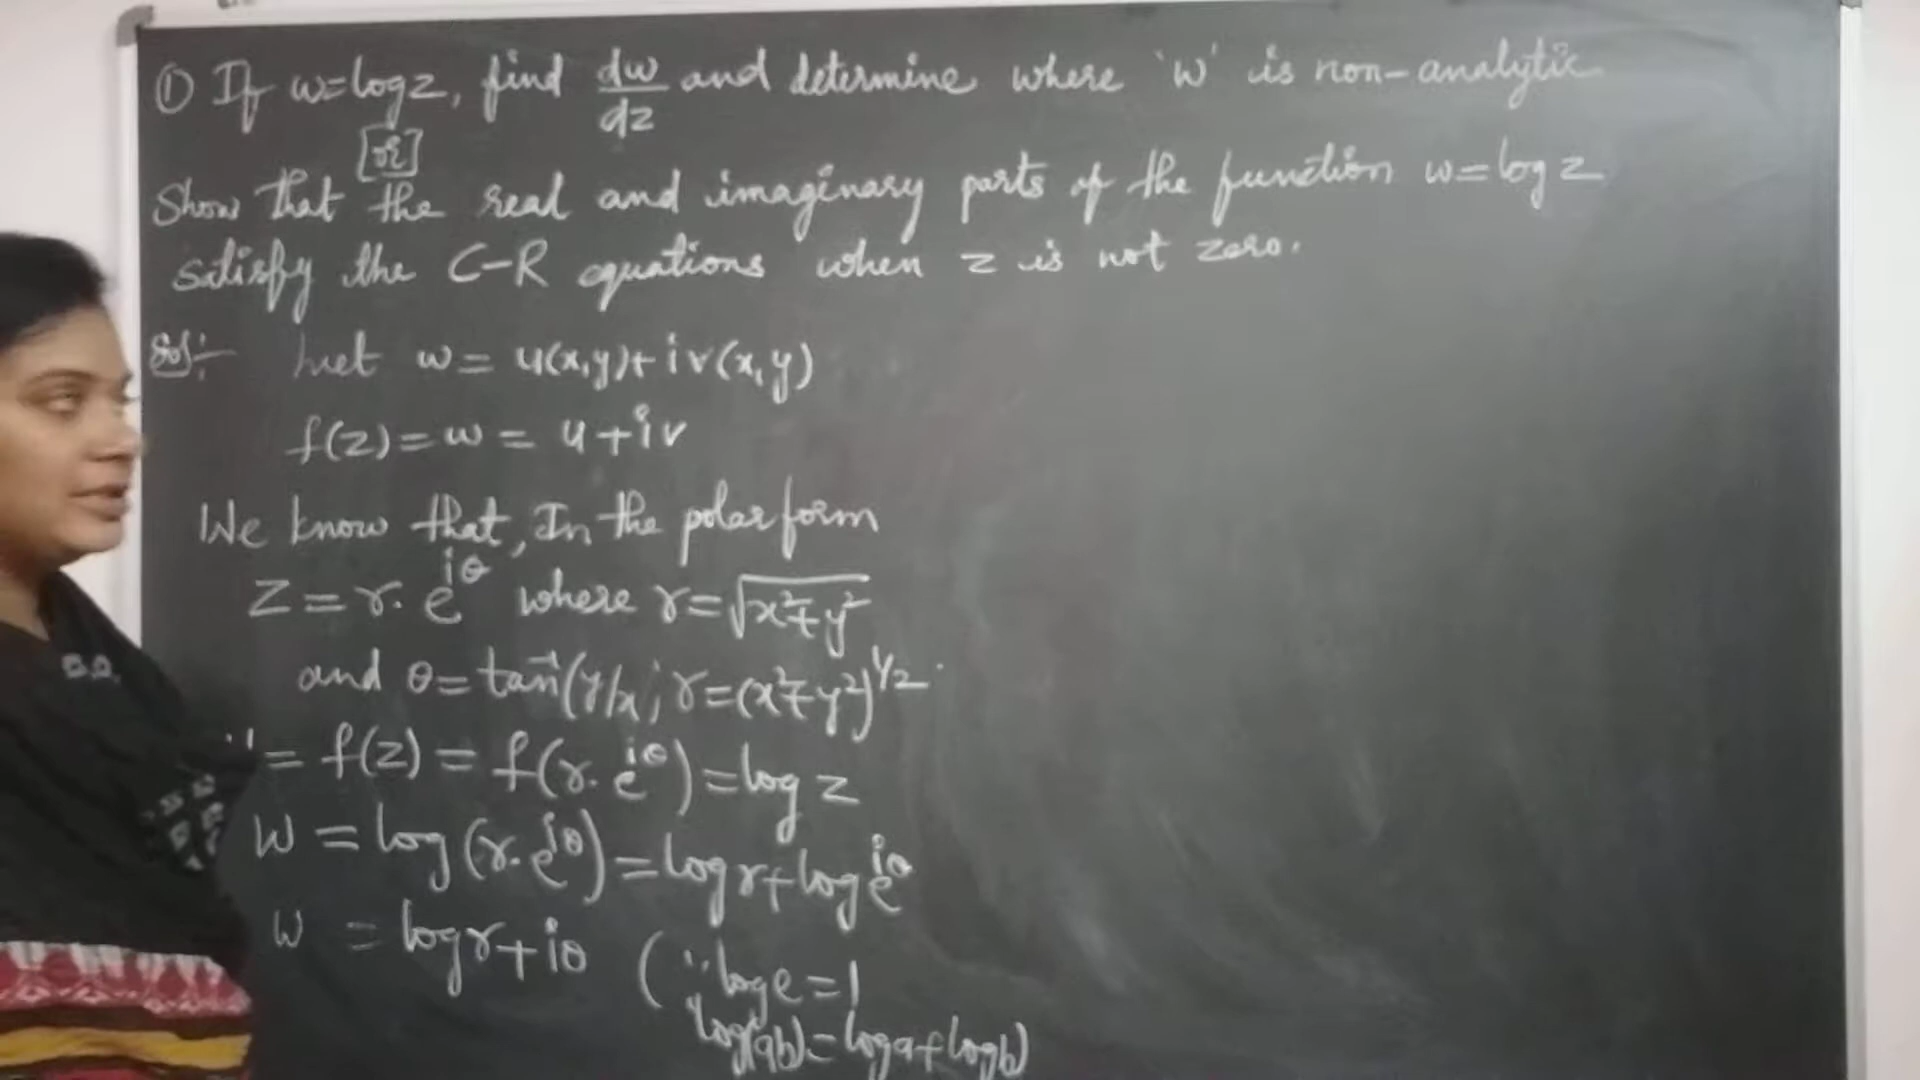 ① If w=log z, find dw/dz and determine where 'w' is non-analytic
[or]
Show that the real and imaginary parts of the function w=log z
satisfy the C-R equations when z is not zero.
Sol:- Let w = u(x,y)+iv(x,y)
f(z)=w= u+iv
We know that, In the polar form
Z = r. e^{iθ} where r=√(x²+y²)
and θ=tan⁻¹(y/x); r=(x²+y²)^{1/2}.
= f(z) = f(r.e^{iθ})=log z
W = log(r.e^{iθ})=log r+log e^{iθ}
W = log r+iθ (∵ log e=1
log(ab)=log a+log b)